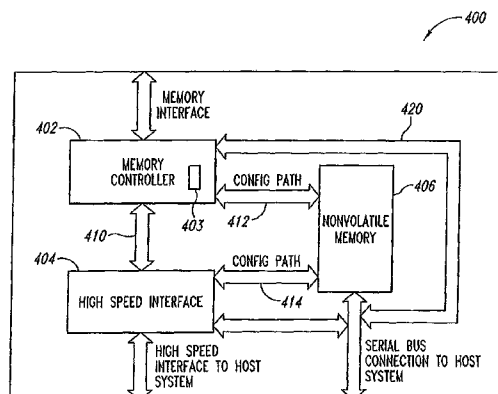 400
MEMORY
INTERFACE
402
420
MEMORY
CONTROLLER
403
CONFIG PATH
412
406
NONVOLATILE
MEMORY
410
404
CONFIG PATH
414
HIGH SPEED INTERFACE
HIGH SPEED
INTERFACE TO HOST
SYSTEM
SERIAL BUS
CONNECTION TO HOST
SYSTEM